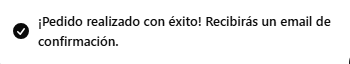 ¡Pedido realizado con éxito! Recibirás un email de
confirmación.